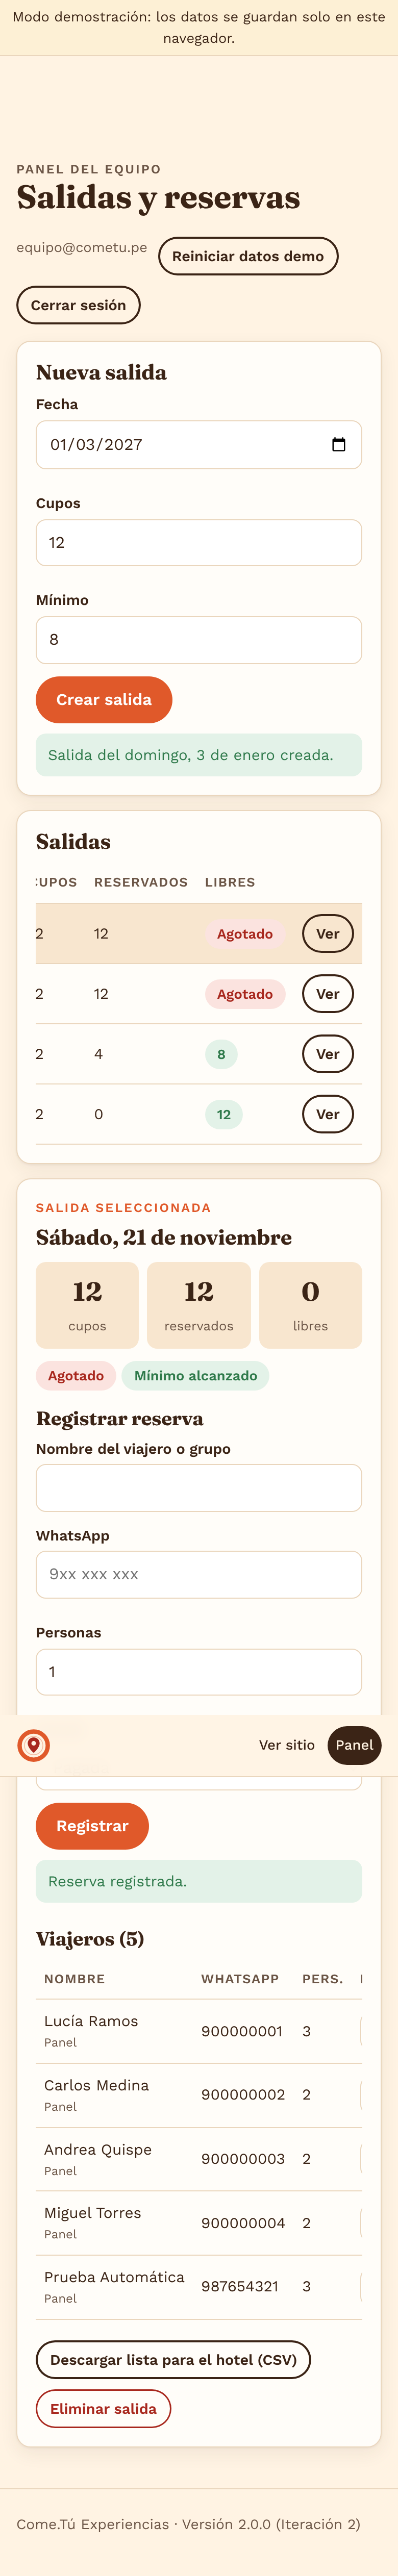 Modo demostración: los datos se guardan solo en este
navegador.
PANEL DEL EQUIPO
Salidas y reservas
equipo@cometu.pe
Reiniciar datos demo
Cerrar sesión
Nueva salida
Fecha
01/03/2027
Cupos
12
Mínimo
8
Crear salida
Salida del domingo, 3 de enero creada.
Salidas
CUPOS RESERVADOS LIBRES
2 12 Agotado Ver
2 12 Agotado Ver
2 4 8 Ver
2 0 12 Ver
SALIDA SELECCIONADA
Sábado, 21 de noviembre
12 12 0
cupos reservados libres
Agotado Mínimo alcanzado
Registrar reserva
Nombre del viajero o grupo
WhatsApp
9xx xxx xxx
Personas
1
Ver sitio Panel
Registrar
Reserva registrada.
Viajeros (5)
NOMBRE WHATSAPP PERS.
Lucía Ramos 900000001 3
Panel
Carlos Medina 900000002 2
Panel
Andrea Quispe 900000003 2
Panel
Miguel Torres 900000004 2
Panel
Prueba Automática 987654321 3
Panel
Descargar lista para el hotel (CSV)
Eliminar salida
Come.Tú Experiencias · Versión 2.0.0 (Iteración 2)